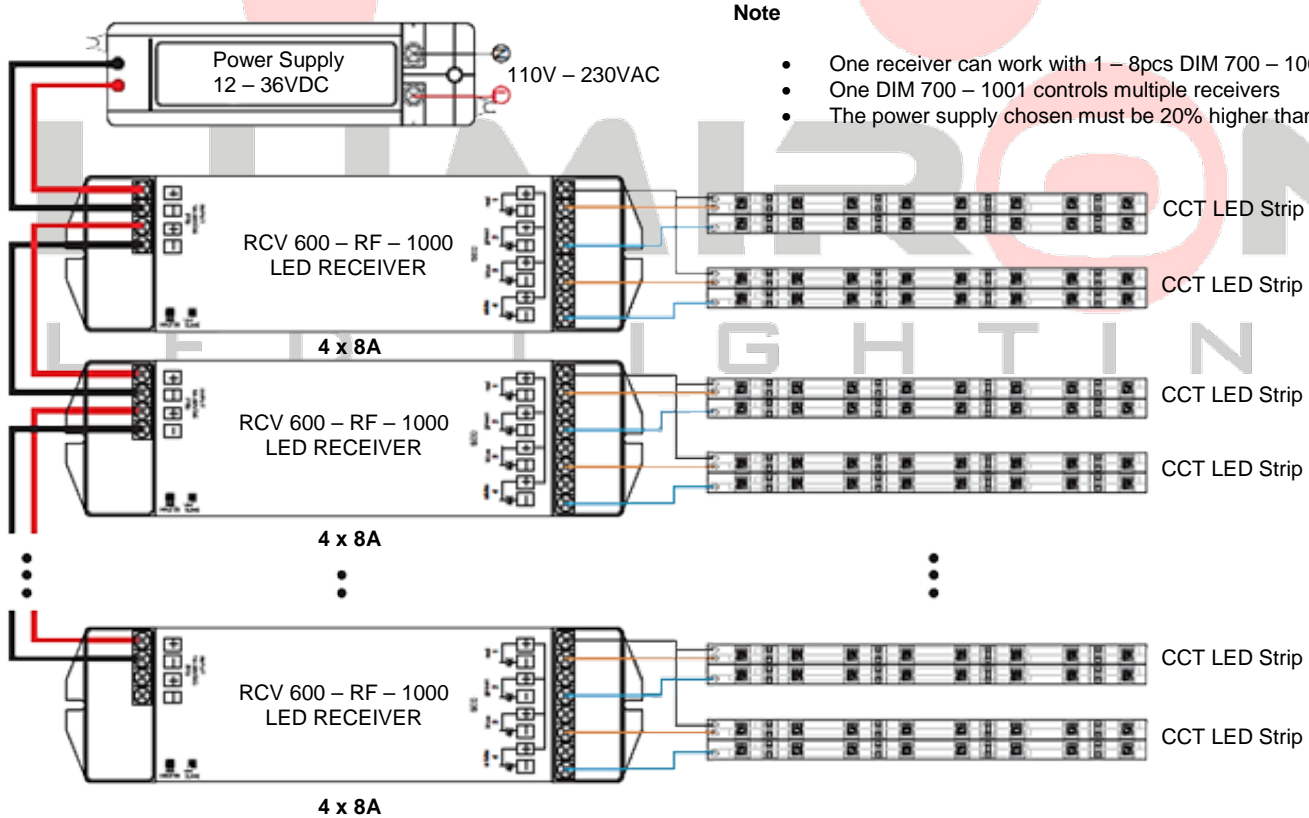 Note
Power Supply
12 – 36VDC
110V – 230VAC
• One receiver can work with 1 – 8pcs DIM 700 –
• One DIM 700 – 1001 controls multiple receivers
• The power supply chosen must be 20% higher than
RCV 600 – RF – 1000
LED RECEIVER
CCT LED Strip
CCT LED Strip
4 x 8A
LED LIGHTIN
RCV 600 – RF – 1000
LED RECEIVER
CCT LED Strip
CCT LED Strip
4 x 8A
RCV 600 – RF – 1000
LED RECEIVER
CCT LED Strip
CCT LED Strip
4 x 8A